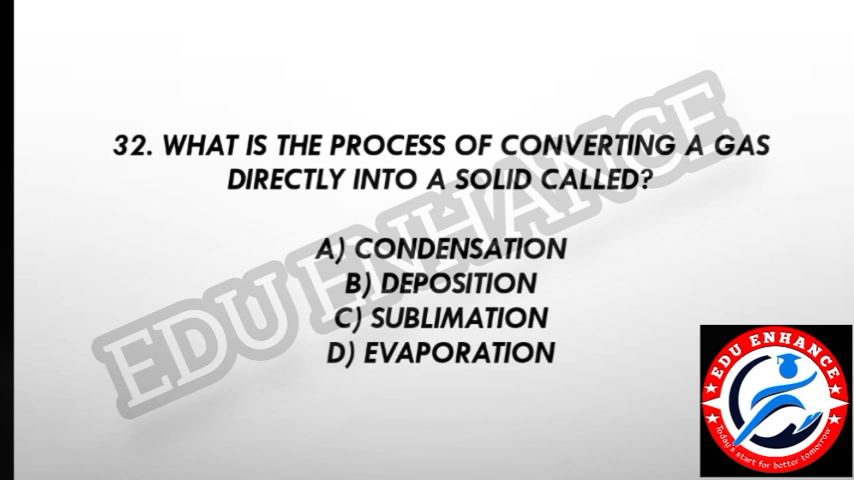 32. WHAT IS THE PROCESS OF CONVERTING A GAS
DIRECTLY INTO A SOLID CALLED?
A) CONDENSATION
B) DEPOSITION
C) SUBLIMATION
D) EVAPORATION
EDU ENHANCE
EDU ENHANCE
Today's start for better tomorrow